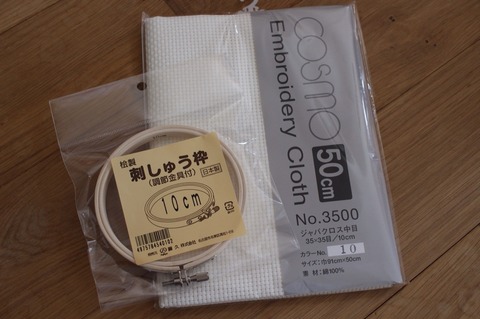 cosmo
Embroidery Cloth
50cm
No.3500
ジャバクロス中目
35×35目/10cm
カラーNo. 10
サイズ:巾91cm×50cm
素 材:綿100%
桧製
刺しゅう枠
(調節金具付)
日本製
10cm